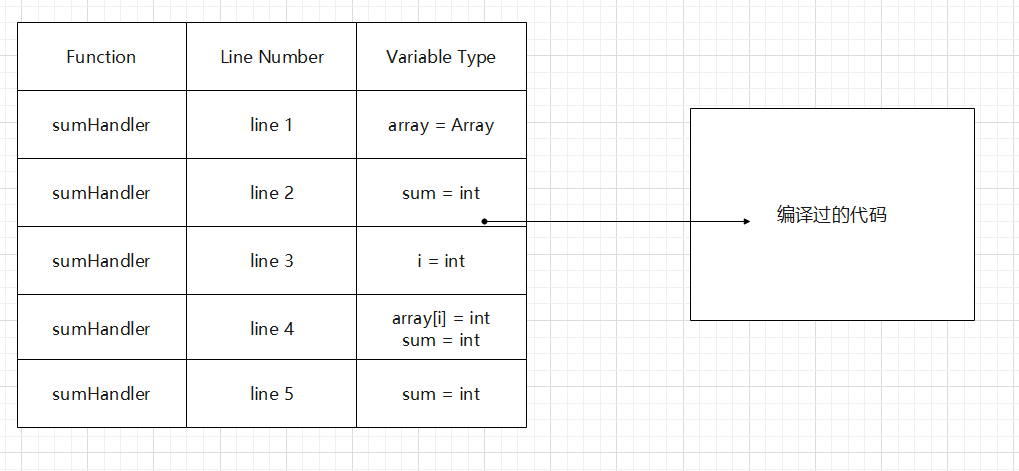 Function Line Number Variable Type
sumHandler line 1 array = Array
sumHandler line 2 sum = int
编译过的代码
sumHandler line 3 i = int
sumHandler line 4 array[i] = int
sum = int
sumHandler line 5 sum = int